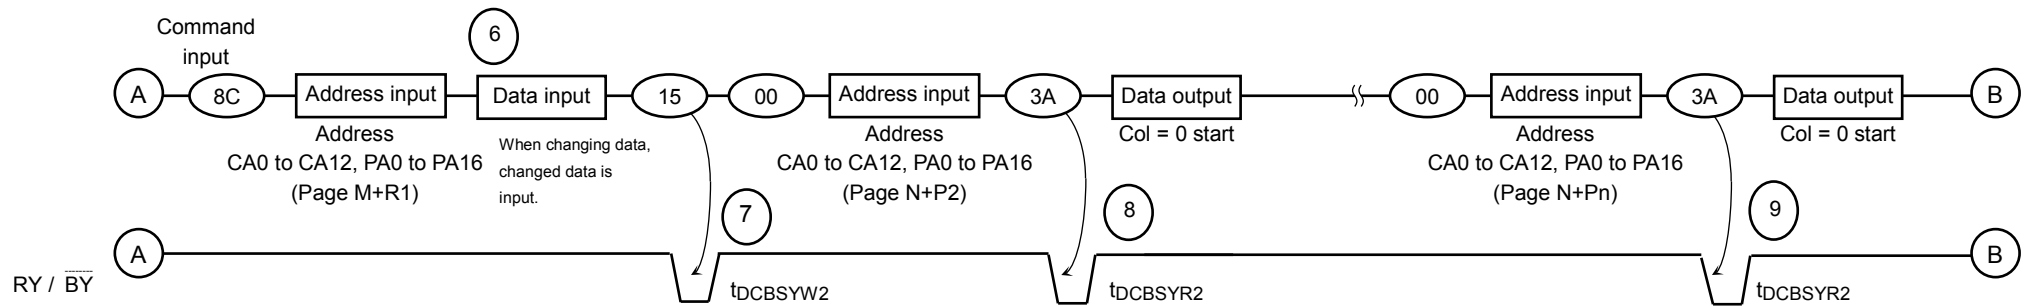 Command
input
6
A 8C Address input Data input 15 00 Address input 3A Data output 00 Address input 3A Data output B
Address
CA0 to CA12, PA0 to PA16
(Page M+R1)
When changing data,
changed data is
input.
Address
CA0 to CA12, PA0 to PA16
(Page N+P2)
Col = 0 start
Address
CA0 to CA12, PA0 to PA16
(Page N+Pn)
Col = 0 start
7
8
9
A
B
RY / BY
tDCBSYW2
tDCBSYR2
tDCBSYR2